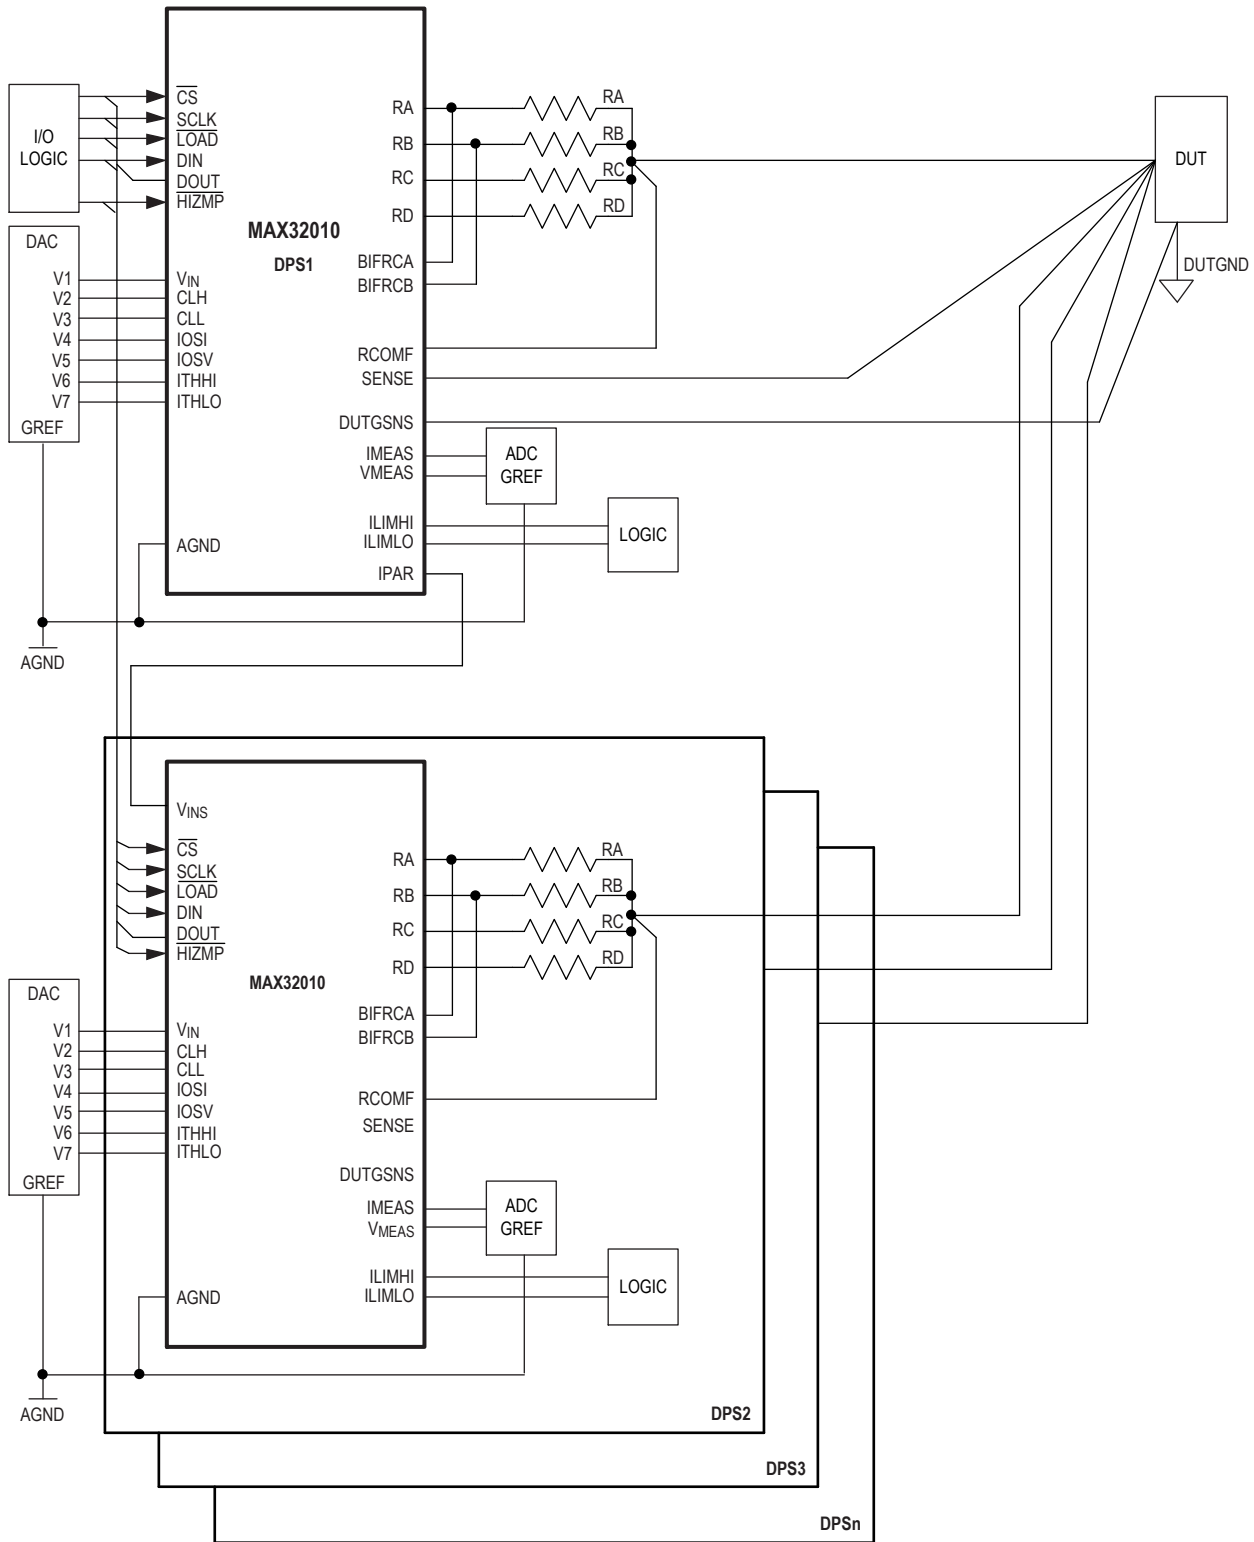 I/O
LOGIC
CS
SCLK
LOAD
DIN
DOUT
HIZMP
DAC
V1
V2
V3
V4
V5
V6
V7
GREF
VIN
CLH
CLL
IOSI
IOSV
ITHHI
ITHLO
AGND
AGND
MAX32010
DPS1
RA
RB
RC
RD
BIFRCA
BIFRCB
RCOMF
SENSE
DUTGSNS
IMEAS
VMEAS
ILIMHI
ILIMLO
IPAR
RA
RB
RC
RD
ADC
GREF
LOGIC
DUT
DUTGND
VINS
CS
SCLK
LOAD
DIN
DOUT
HIZMP
DAC
V1
V2
V3
V4
V5
V6
V7
GREF
VIN
CLH
CLL
IOSI
IOSV
ITHHI
ITHLO
AGND
AGND
MAX32010
RA
RB
RC
RD
BIFRCA
BIFRCB
RCOMF
SENSE
DUTGSNS
IMEAS
VMEAS
ILIMHI
ILIMLO
RA
RB
RC
RD
ADC
GREF
LOGIC
DPS2
DPS3
DPSn